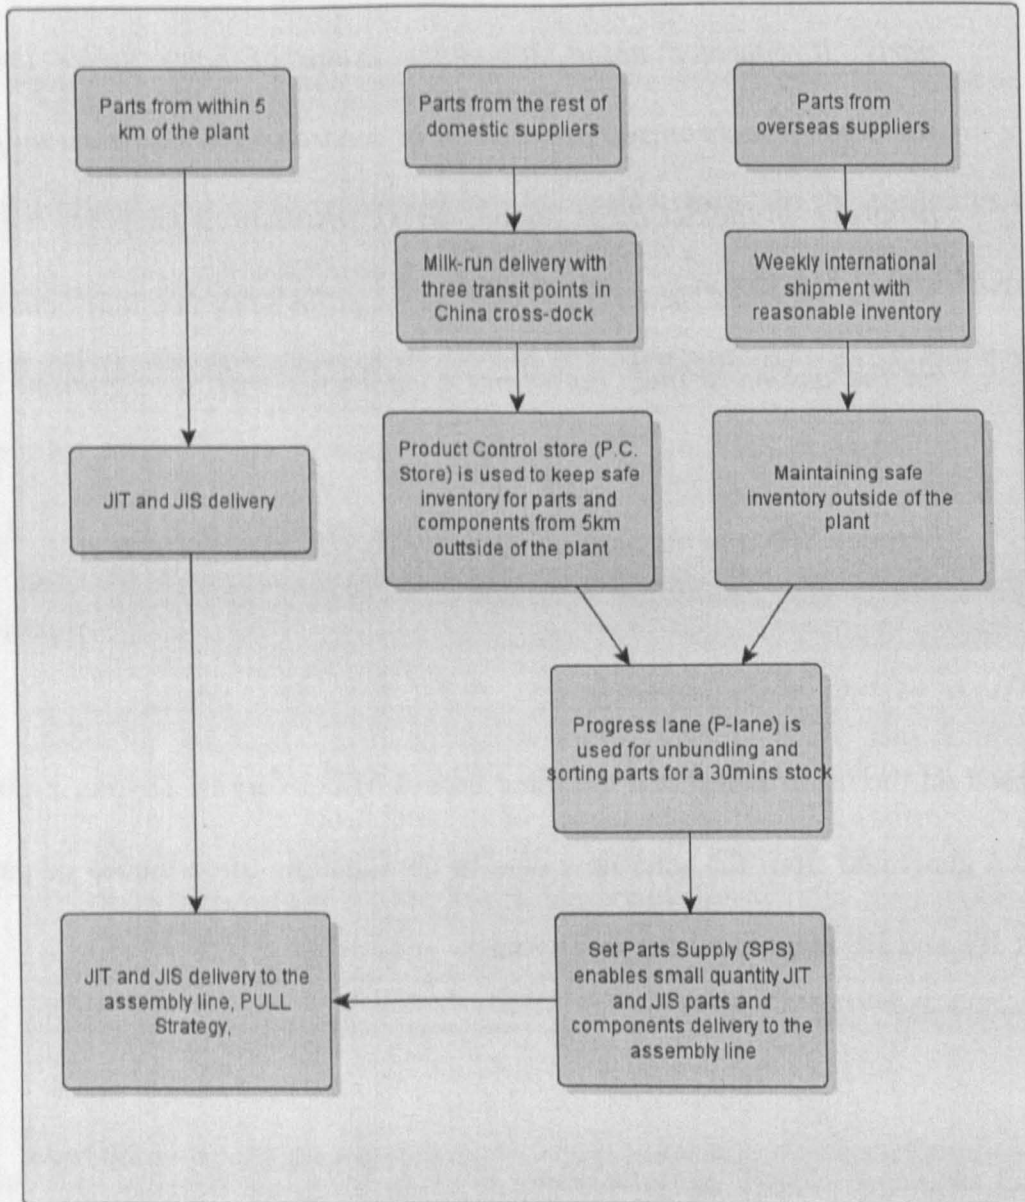 Parts from within 5
km of the plant
Parts from the rest of
domestic suppliers
Parts from
overseas suppliers
Milk-run delivery with
three transit points in
China cross-dock
Weekly international
shipment with
reasonable inventory
JIT and JIS delivery
Product Control store (P.C.
Store) is used to keep safe
inventory for parts and
components from 5km
outtside of the plant
Maintaining safe
inventory outside of the
plant
Progress lane (P-lane) is
used for unbundling and
sorting parts for a 30mins stock
JIT and JIS delivery to the
assembly line, PULL
Strategy,
Set Parts Supply (SPS)
enables small quantity JIT
and JIS parts and
components delivery to the
assembly line